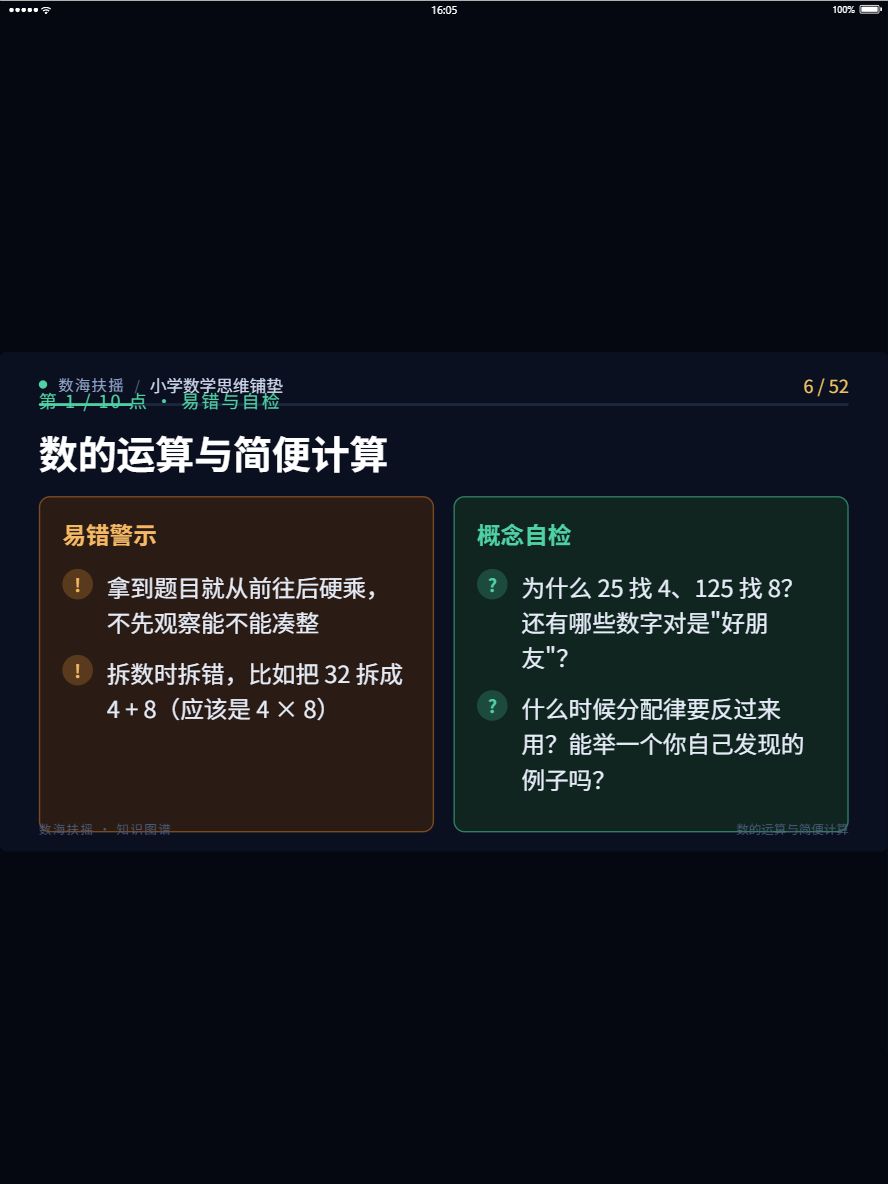 16:05
100%
数海扶摇 / 小学数学思维铺垫
6 / 52
第 1 / 10 点 · 易错与自检
数的运算与简便计算
易错警示
! 拿到题目就从前往后硬乘，
不先观察能不能凑整
! 拆数时拆错，比如把 32 拆成
4 + 8（应该是 4 × 8）
概念自检
? 为什么 25 找 4、125 找 8？
还有哪些数字对是"好朋
友"？
? 什么时候分配律要反过来
用？能举一个你自己发现的
例子吗？
数海扶摇 · 知识图谱
数的运算与简便计算